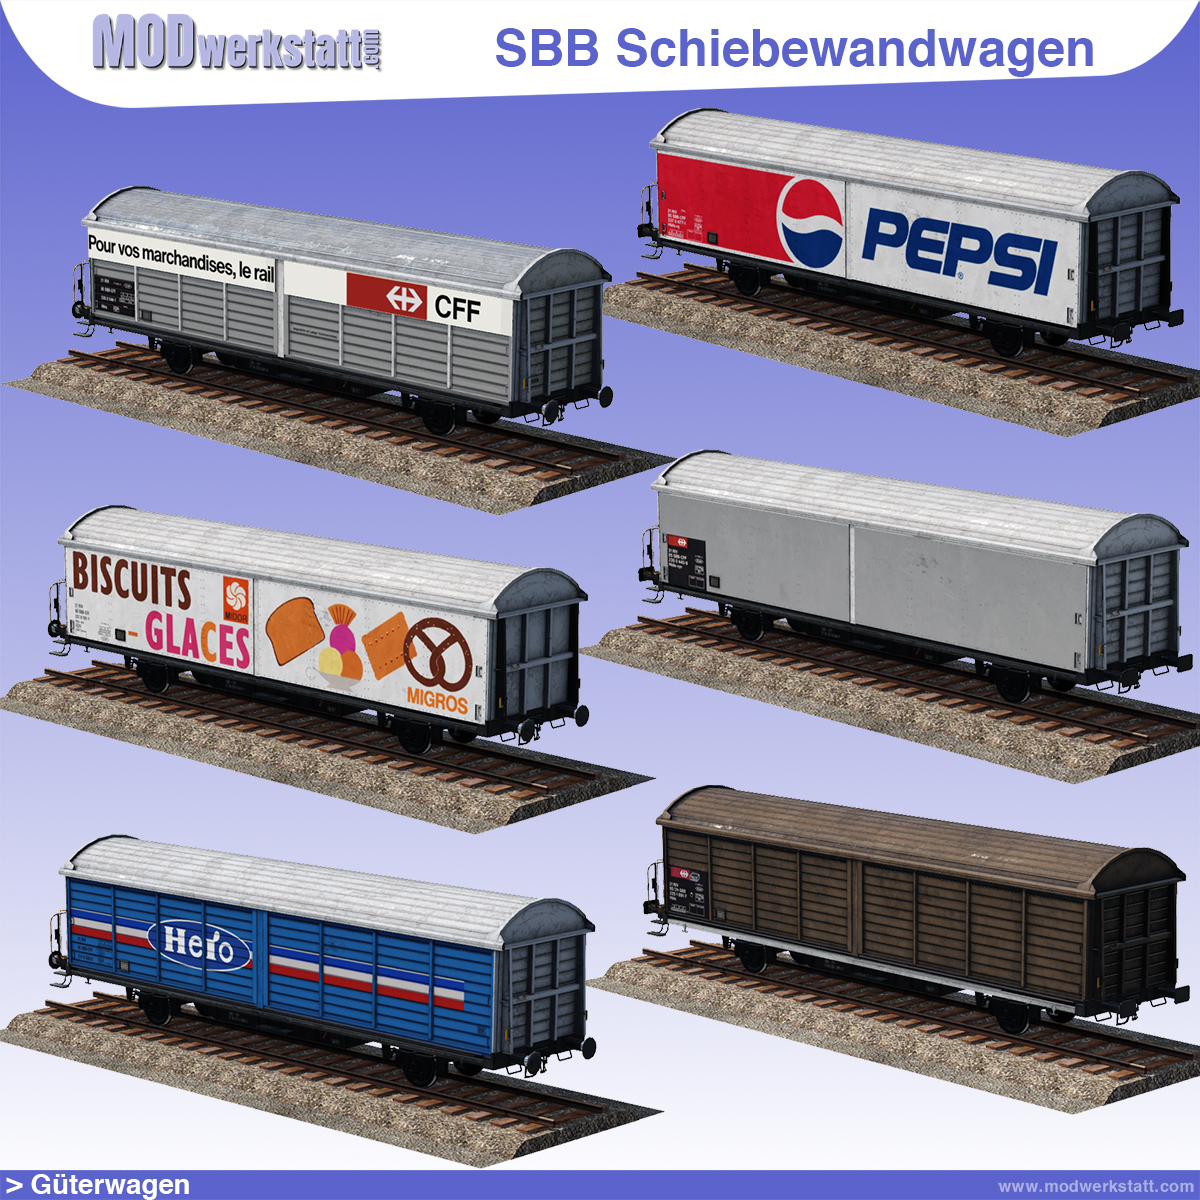 MODwerkstatt.com
SBB Schiebewandwagen
Pour vos marchandises, le rail
CFF
PEPSI
®
BISCUITS
- GLACES
MIDOR
MIGROS
Hero
> Güterwagen
www.modwerkstatt.com